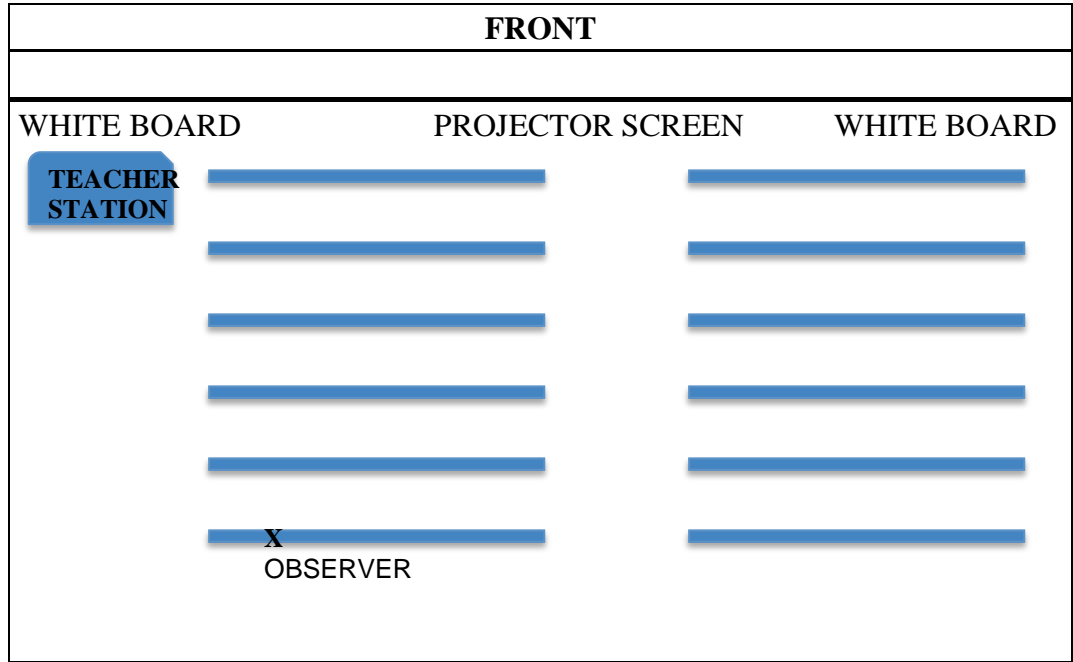 FRONT
WHITE BOARD PROJECTOR SCREEN WHITE BOARD
TEACHER
STATION
X
OBSERVER